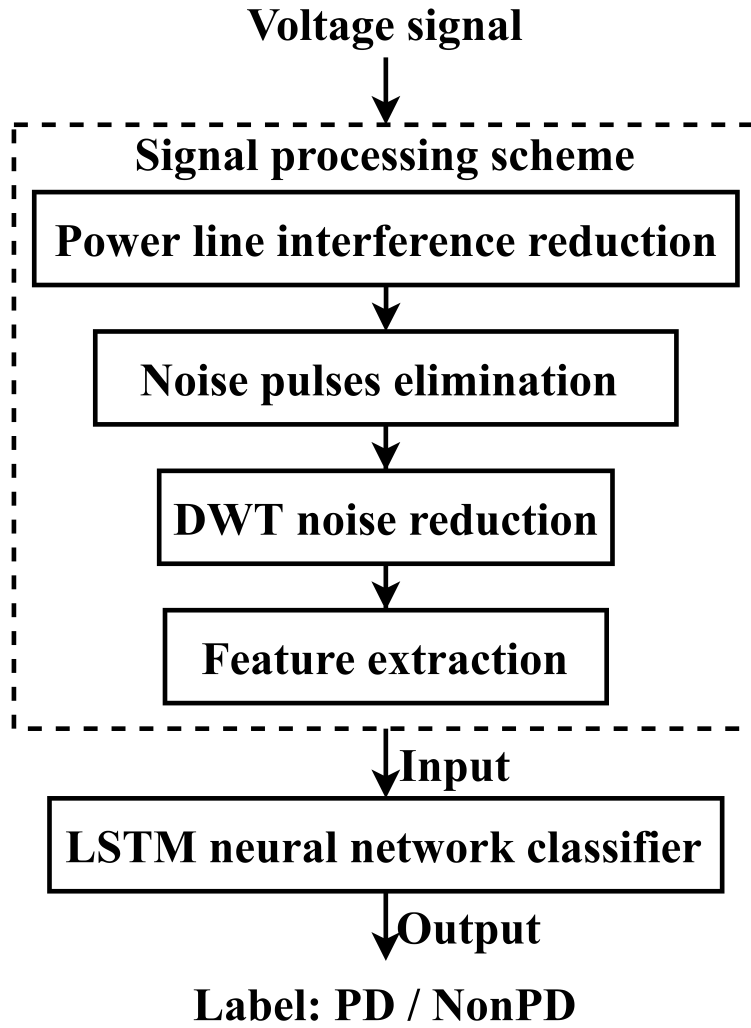 Voltage signal
Signal processing scheme
Power line interference reduction
Noise pulses elimination
DWT noise reduction
Feature extraction
Input
LSTM neural network classifier
Output
Label: PD / NonPD